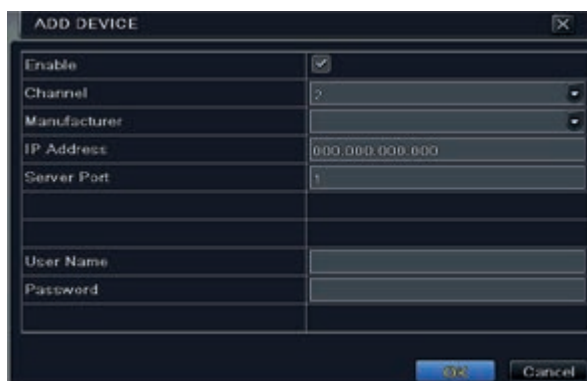 ADD DEVICE
Enable
Channel 2
Manufacturer
IP Address 000.000.000.000
Server Port 1
User Name
Password
OK Cancel